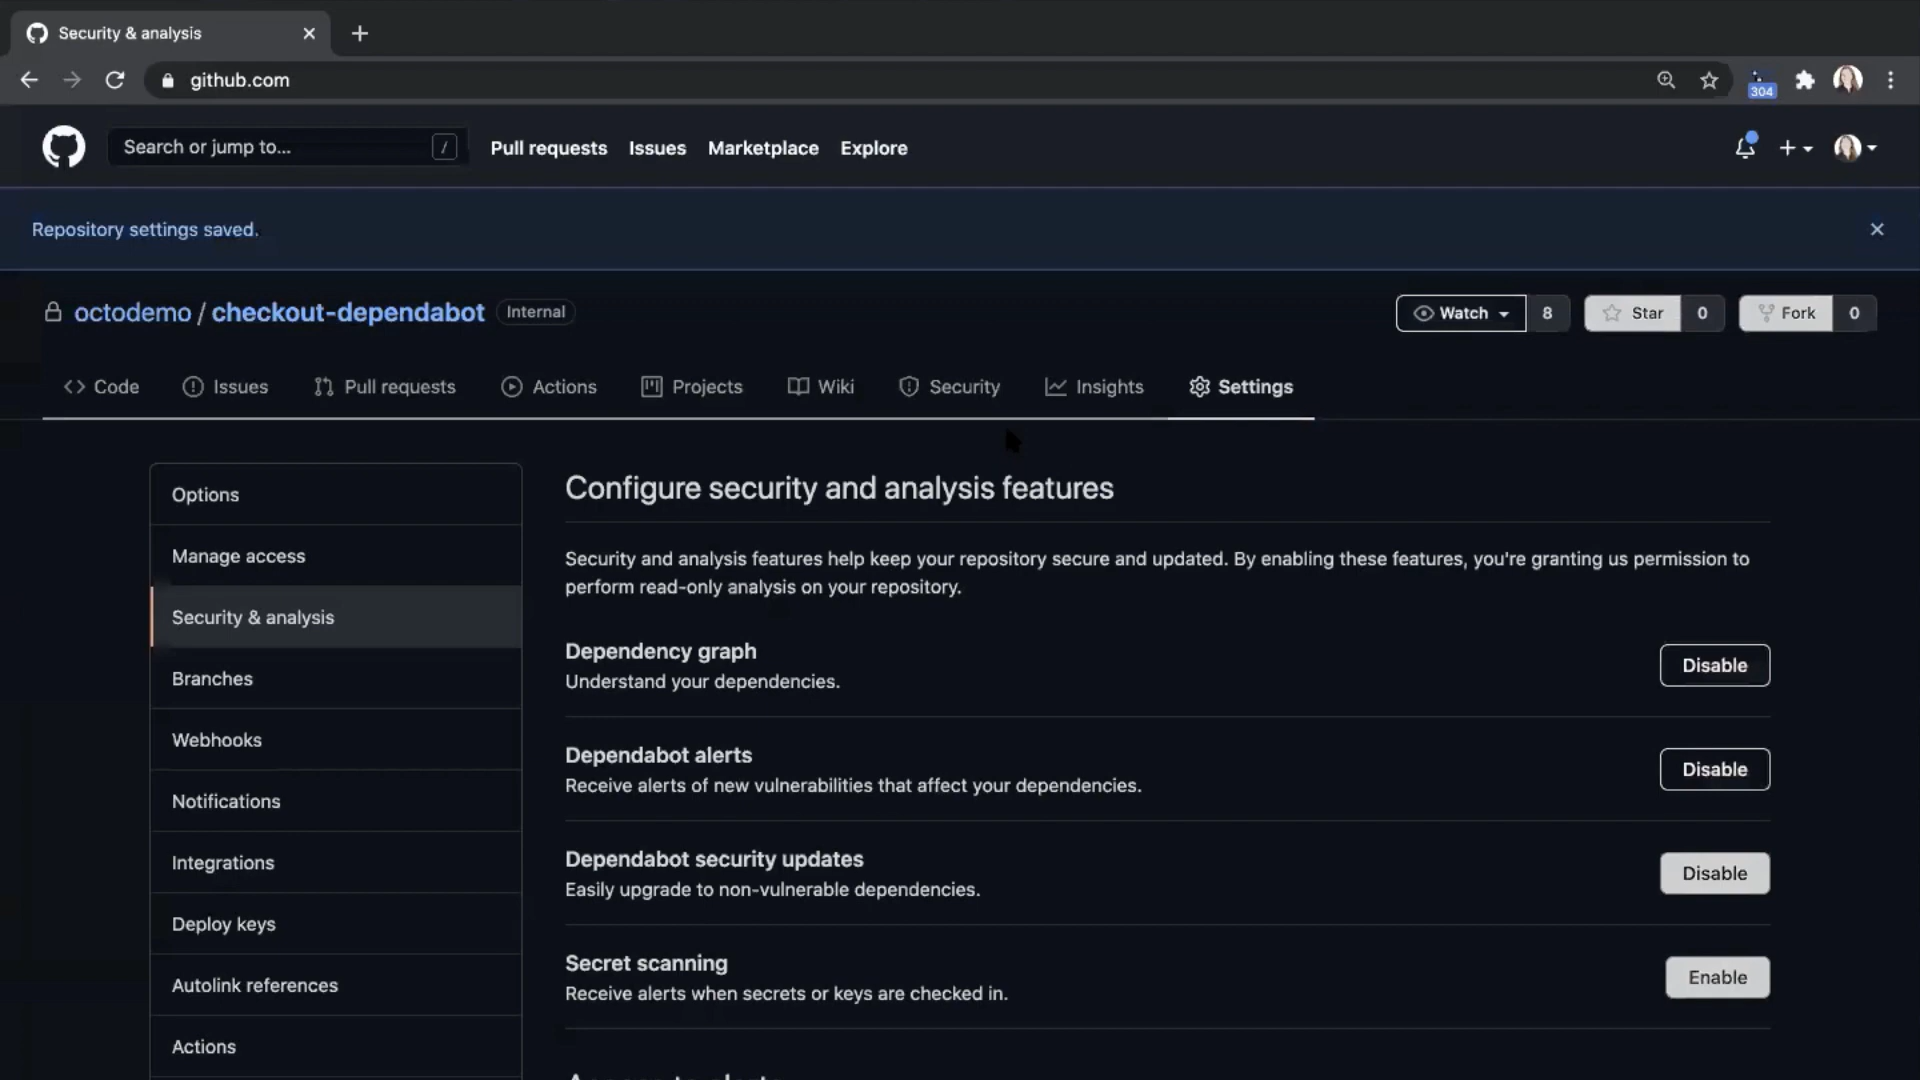 Security & analysis
github.com
304
Search or jump to...
/
Pull requests
Issues
Marketplace
Explore
Repository settings saved.
octodemo / checkout-dependabot
Internal
Watch
8
Star
0
Fork
0
Code
Issues
Pull requests
Actions
Projects
Wiki
Security
Insights
Settings
Options
Manage access
Security & analysis
Branches
Webhooks
Notifications
Integrations
Deploy keys
Autolink references
Actions
Configure security and analysis features
Security and analysis features help keep your repository secure and updated. By enabling these features, you're granting us permission to
perform read-only analysis on your repository.
Dependency graph
Understand your dependencies.
Disable
Dependabot alerts
Receive alerts of new vulnerabilities that affect your dependencies.
Disable
Dependabot security updates
Easily upgrade to non-vulnerable dependencies.
Disable
Secret scanning
Receive alerts when secrets or keys are checked in.
Enable